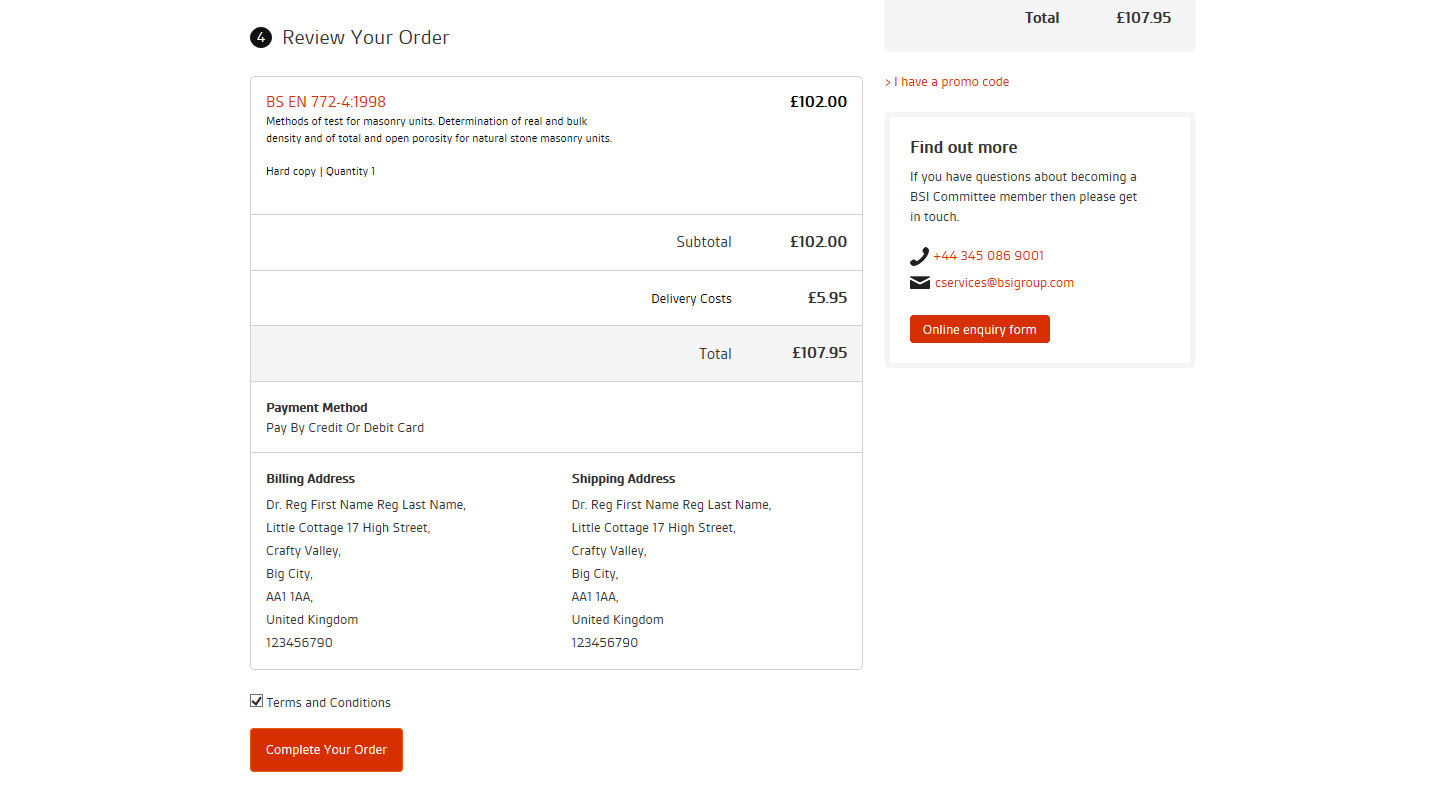 4 Review Your Order
BS EN 772-4:1998 £102.00
Methods of test for masonry units. Determination of real and bulk
density and of total and open porosity for natural stone masonry units.
Hard copy | Quantity 1
Subtotal £102.00
Delivery Costs £5.95
Total £107.95
Payment Method
Pay By Credit Or Debit Card
Billing Address
Dr. Reg First Name Reg Last Name,
Little Cottage 17 High Street,
Crafty Valley,
Big City,
AA1 1AA,
United Kingdom
123456790
Shipping Address
Dr. Reg First Name Reg Last Name,
Little Cottage 17 High Street,
Crafty Valley,
Big City,
AA1 1AA,
United Kingdom
123456790
Terms and Conditions
Complete Your Order
Total £107.95
> I have a promo code
Find out more
If you have questions about becoming a
BSI Committee member then please get
in touch.
+44 345 086 9001
cservices@bsigroup.com
Online enquiry form